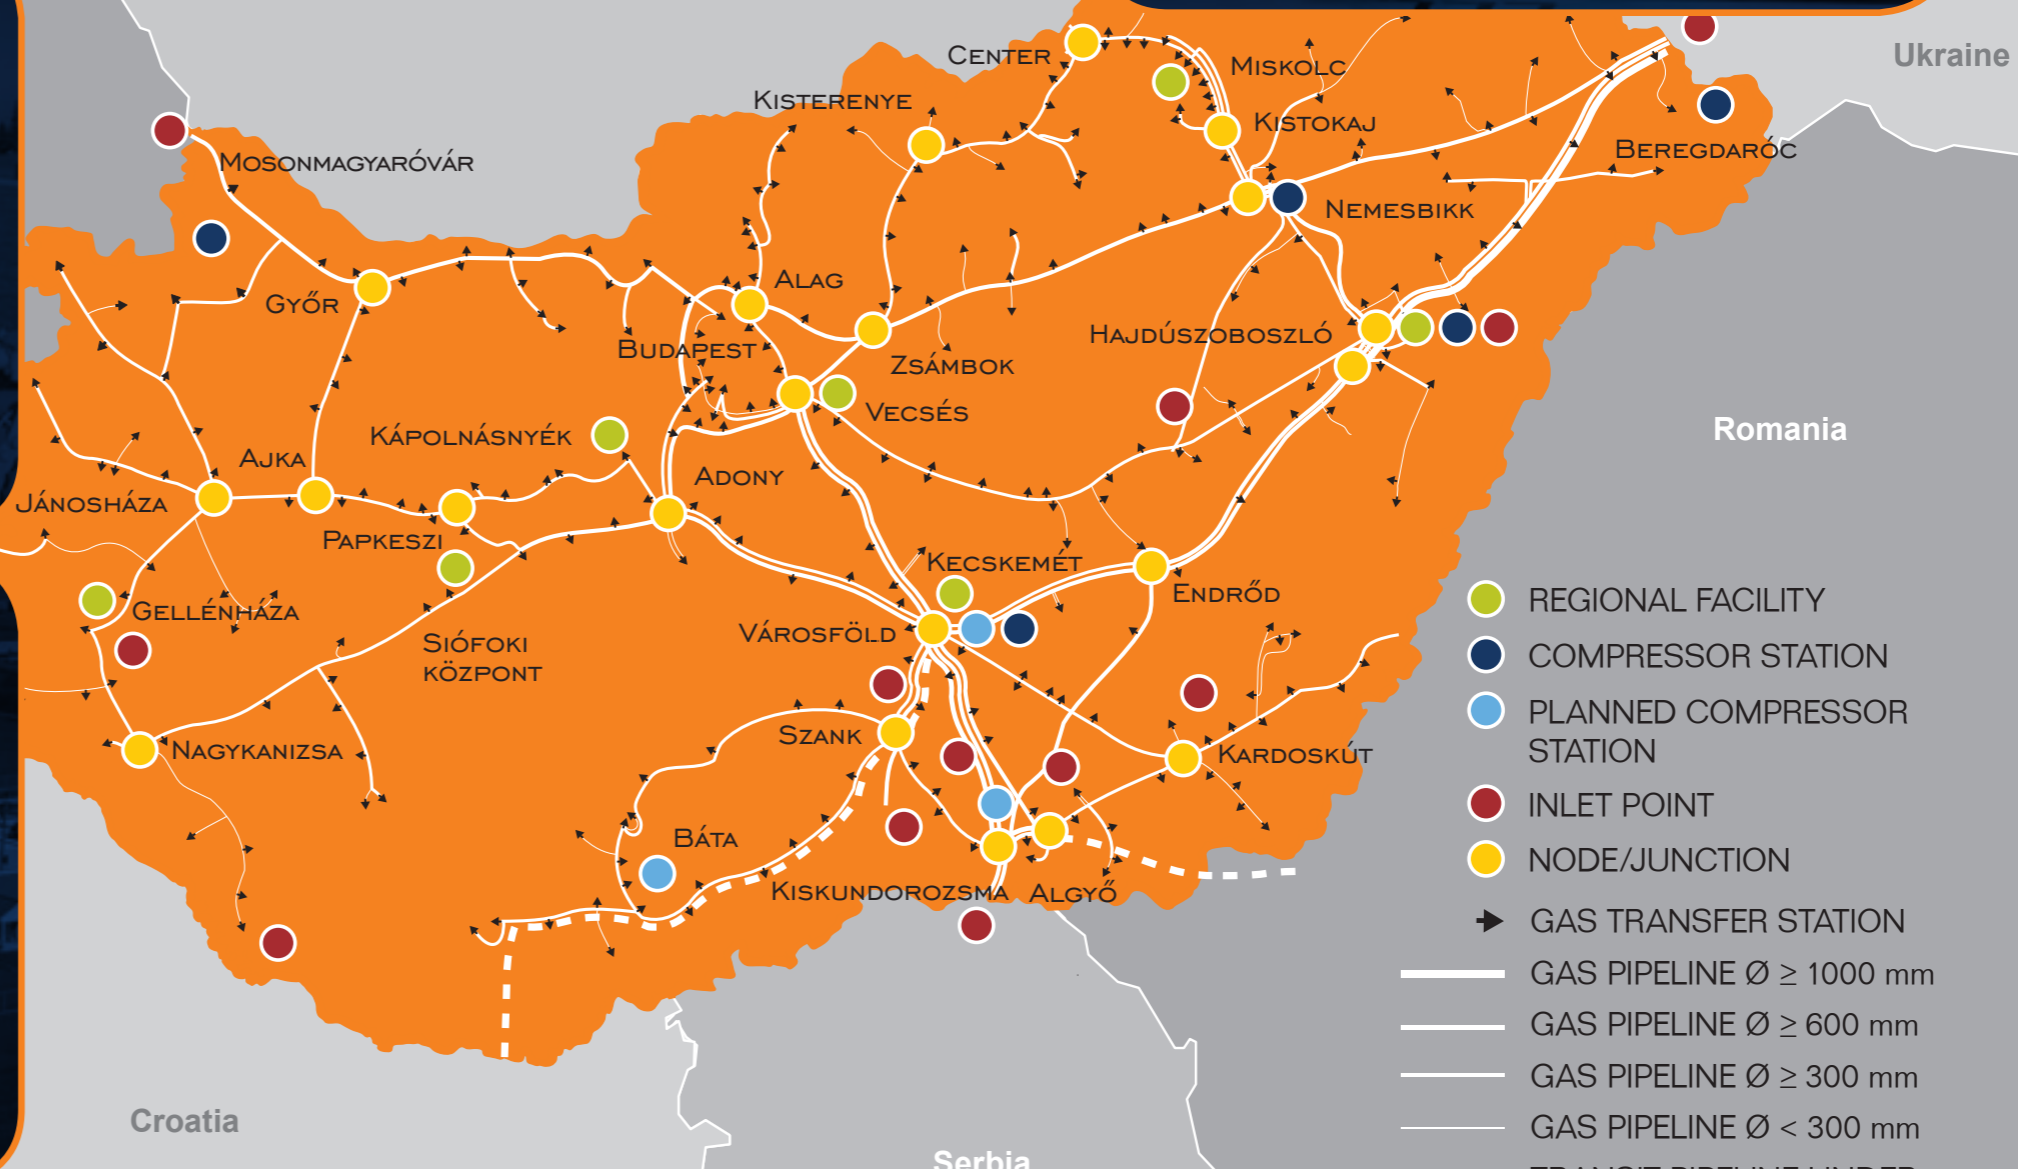 Ukraine
Center
Miskolc
Kisterenye
Kistokaj
Beregdaróc
Mosonmagyaróvár
Nemesbikk
Alag
Győr
Hajdúszoboszló
Budapest
Zsámbok
Vecsés
Romania
Kápolnásnyék
Ajka
Adony
Jánosháza
Papkeszi
Kecskemét
Endrőd
Gellénháza
Városföld
Siófoki
Központ
Szank
Nagykanizsa
Kardoskút
Báta
Kiskundorozsma
Algyő
REGIONAL FACILITY
COMPRESSOR STATION
PLANNED COMPRESSOR
STATION
INLET POINT
NODE/JUNCTION
GAS TRANSFER STATION
GAS PIPELINE Ø ≥ 1000 mm
GAS PIPELINE Ø ≥ 600 mm
GAS PIPELINE Ø ≥ 300 mm
GAS PIPELINE Ø < 300 mm
TRANSIT PIPELINE UNDER
Croatia
Serbia